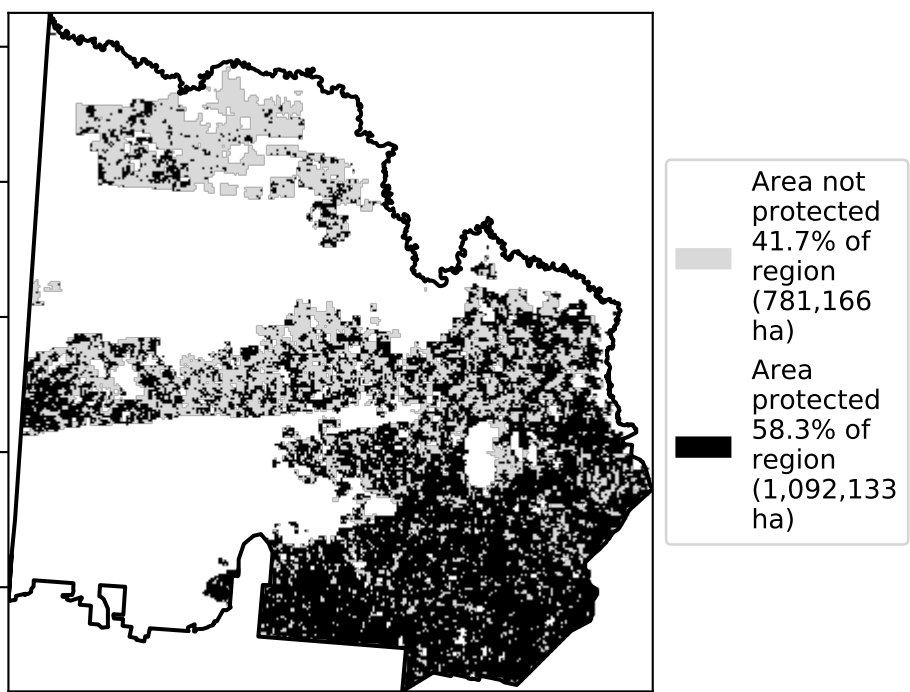 Area not
protected
41.7% of
region
(781,166
ha)
Area
protected
58.3% of
region
(1,092,133
ha)